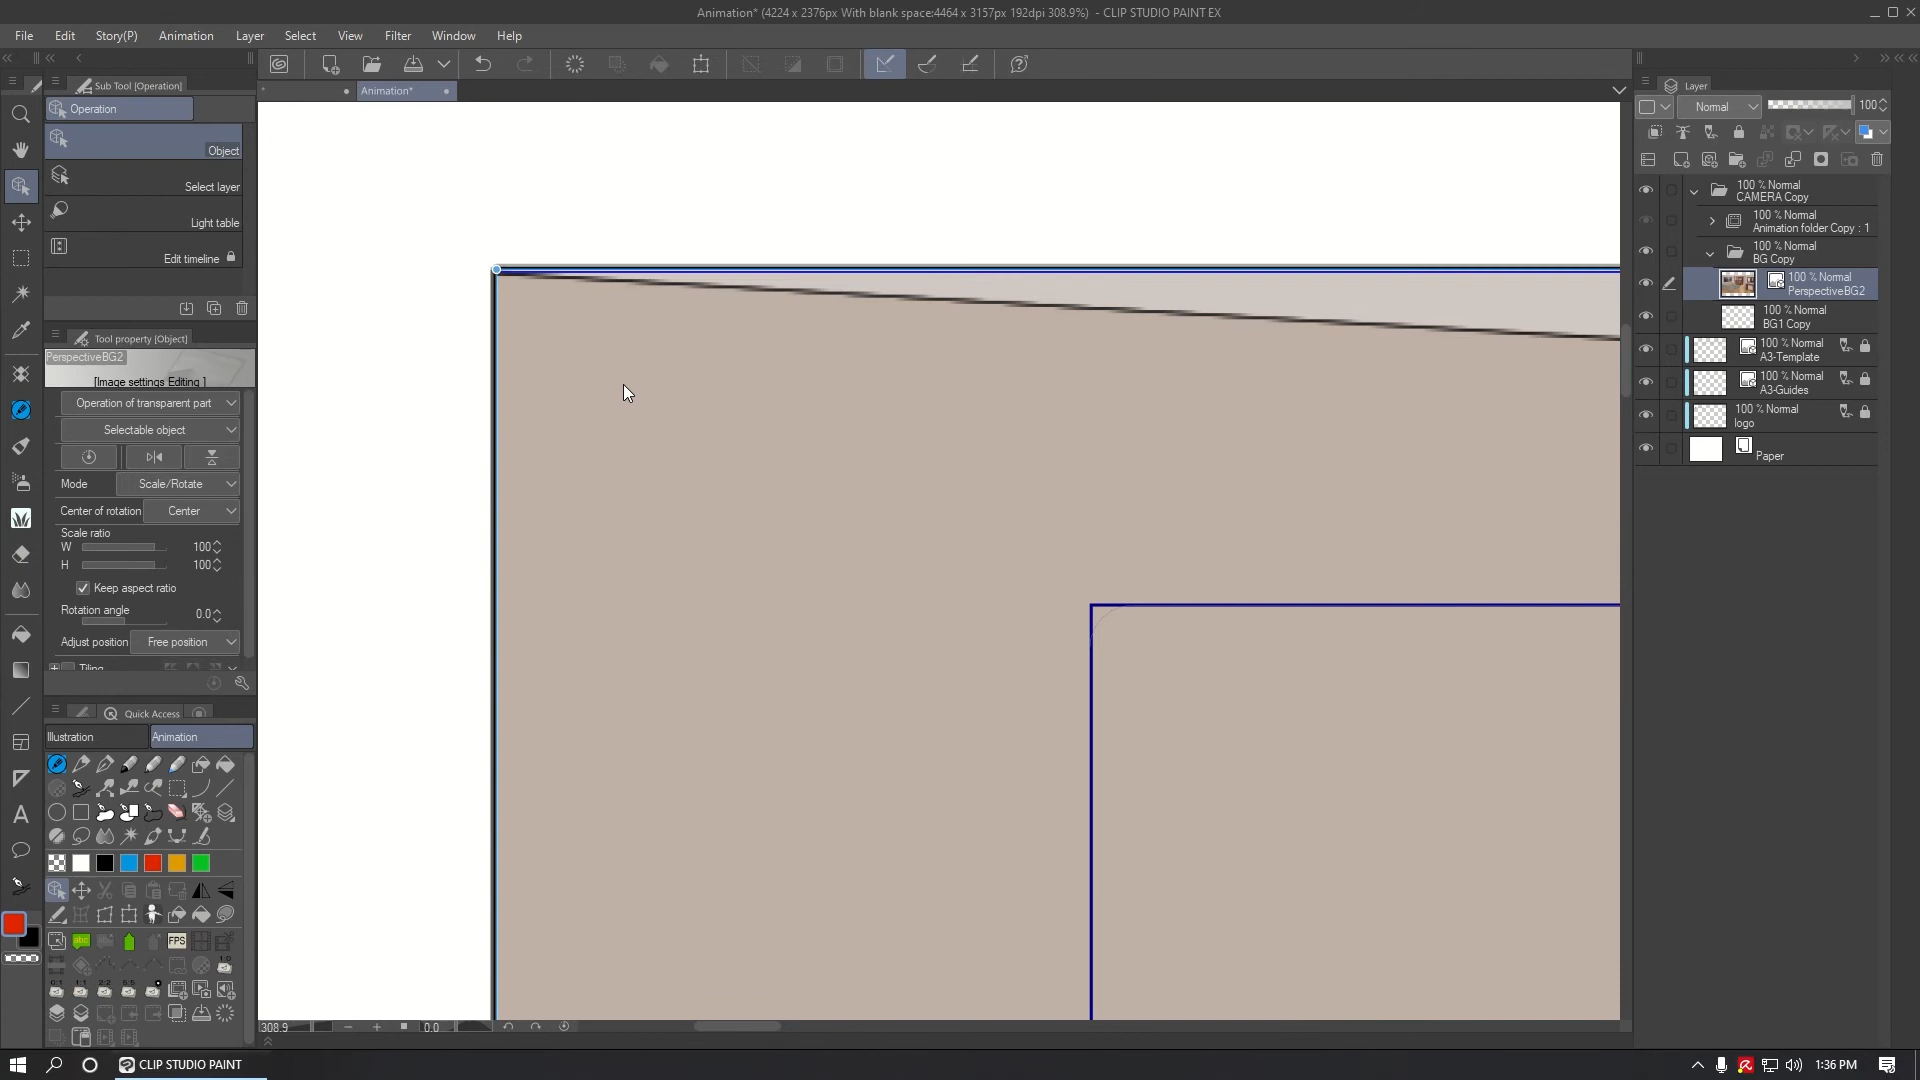 Animation* (4224 x 2376px With blank space:4464 x 3157px 192dpi 308.9%) - CLIP STUDIO PAINT EX
File Edit Story(P) Animation Layer Select View Filter Window Help
Sub Tool [Operation]
Operation
Object
Select layer
Light table
Edit timeline
*
Animation*
Tool property [Object]
PerspectiveBG2
[Image settings Editing ]
Operation of transparent part
Selectable object
Mode Scale/Rotate
Center of rotation Center
Scale ratio
W 100
H 100
Keep aspect ratio
Rotation angle
0.0
Adjust position Free position
Tiling
Quick Access
Illustration Animation
abc
FPS
308.9 0.0
Layer
Normal 100
100 % Normal
CAMERA Copy
100 % Normal
Animation folder Copy : 1
100 % Normal
BG Copy
100 % Normal
PerspectiveBG2
100 % Normal
BG1 Copy
100 % Normal
A3-Template
100 % Normal
A3-Guides
100 % Normal
logo
Paper
CLIP STUDIO PAINT
1:36 PM